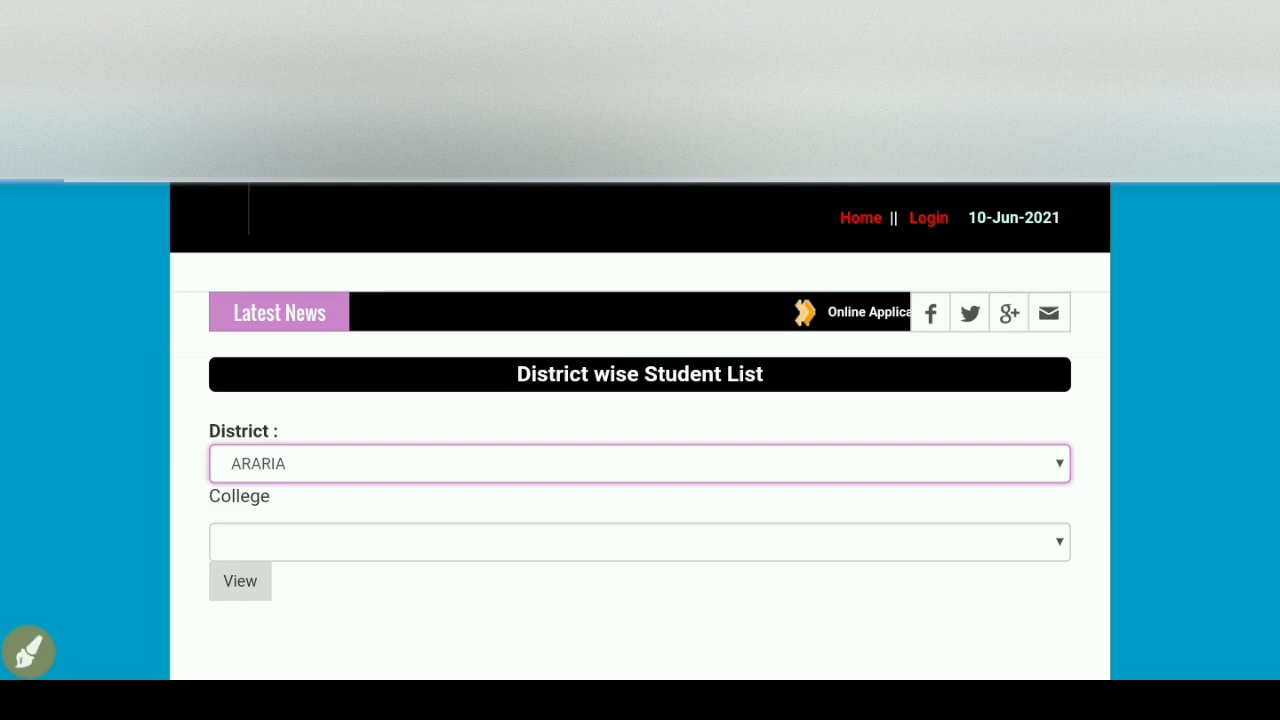 Home || Login 10-Jun-2021
Latest News Online Applica
District wise Student List
District :
ARARIA
College
View